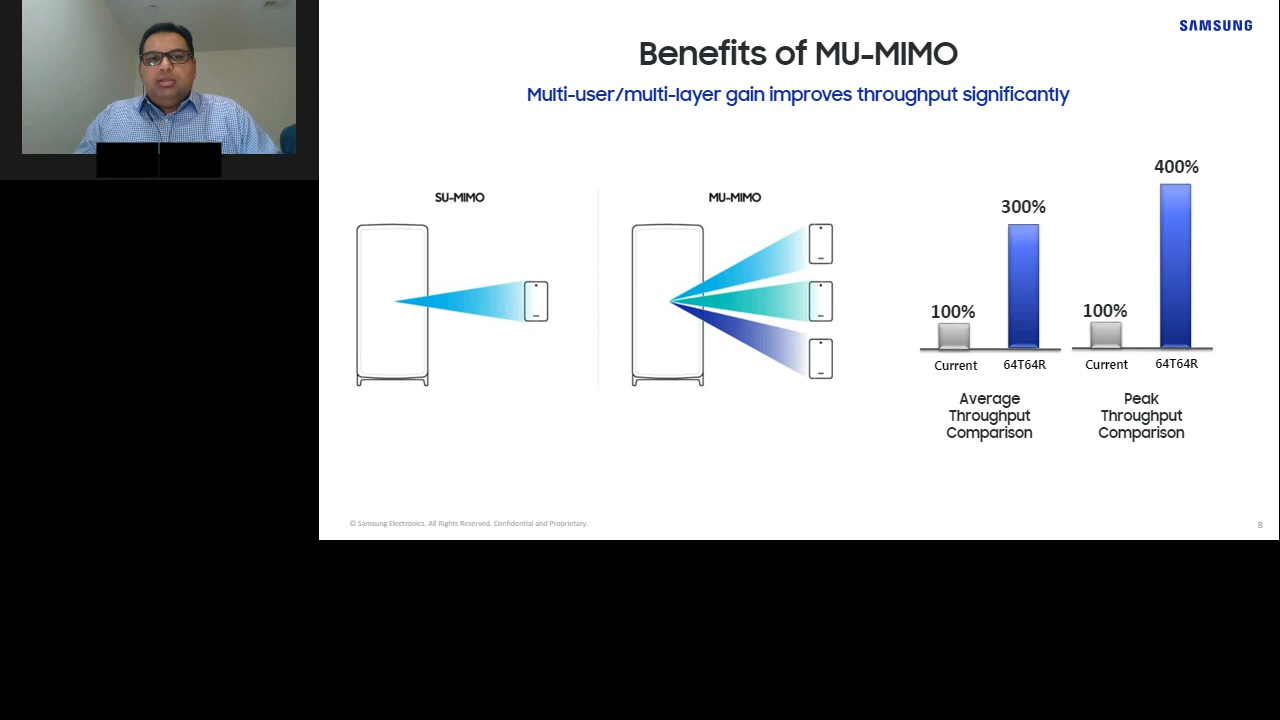 SAMSUNG
Benefits of MU-MIMO
Multi-user/multi-layer gain improves throughput significantly
SU-MIMO
MU-MIMO
100%
300%
Current
64T64R
Average
Throughput
Comparison
100%
400%
Current
64T64R
Peak
Throughput
Comparison
© Samsung Electronics. All Rights Reserved. Confidential and Proprietary.
8